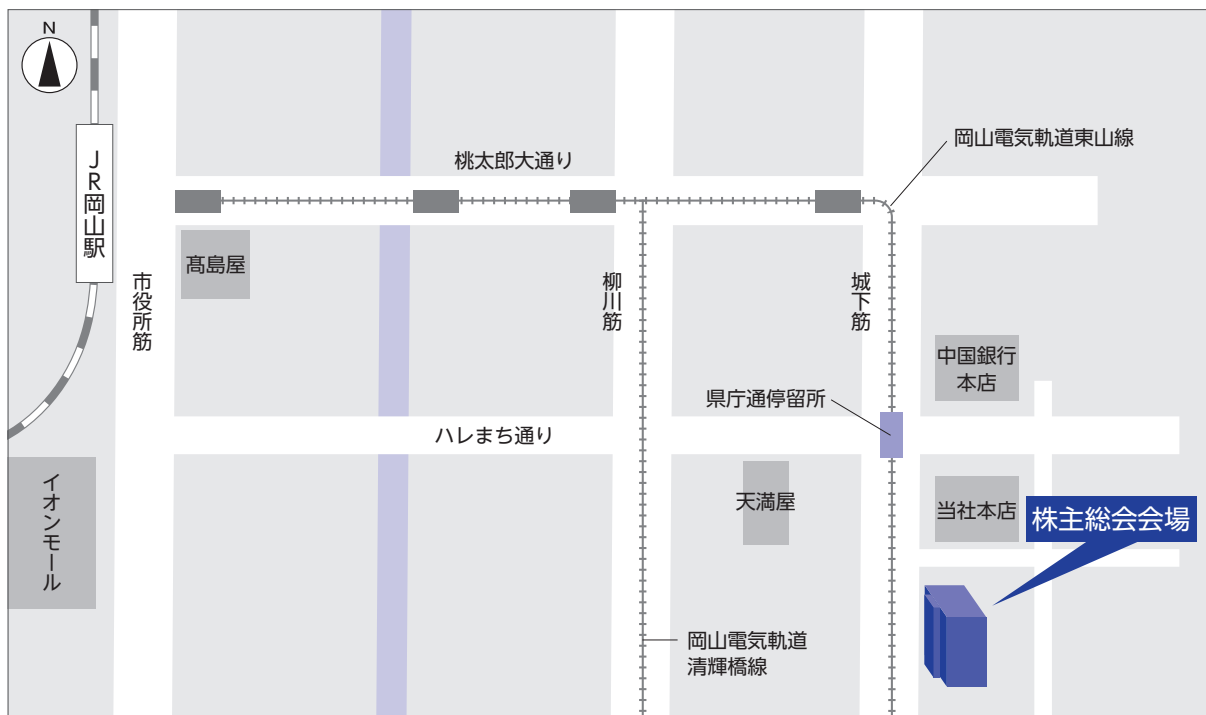 N
岡山電気軌道東山線
桃太郎大通り
JR岡山駅
髙島屋
市役所筋
柳川筋
城下筋
中国銀行
本店
県庁通停留所
ハレまち通り
イオンモール
天満屋
当社本店
株主総会会場
岡山電気軌道
清輝橋線